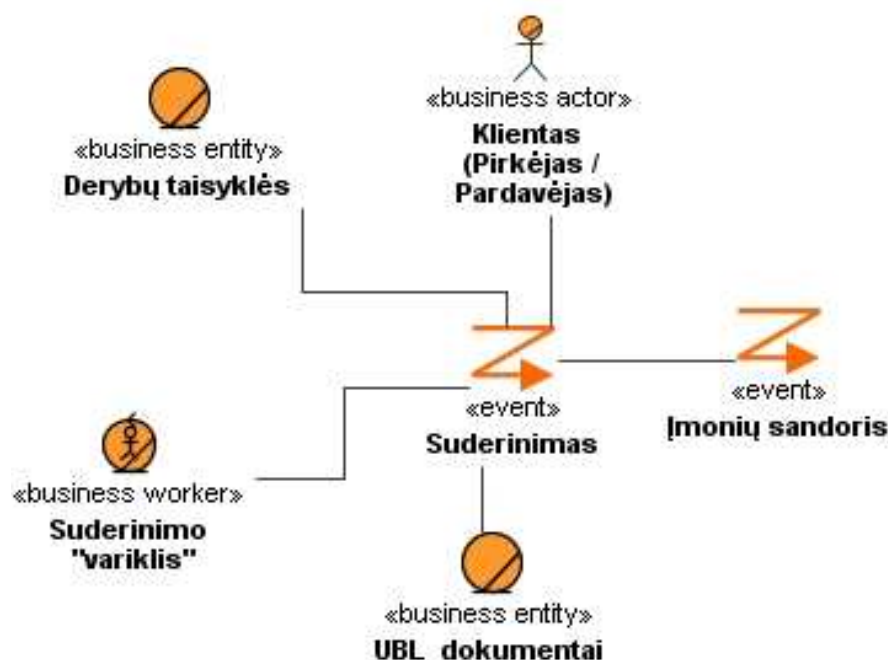 «business actor»
Klientas
(Pirkėjas /
Pardavėjas)
«business entity»
Derybų taisyklės
«event»
Suderinimas
«event»
Įmonių sandoris
«business worker»
Suderinimo
"variklis"
«business entity»
UBL dokumentai